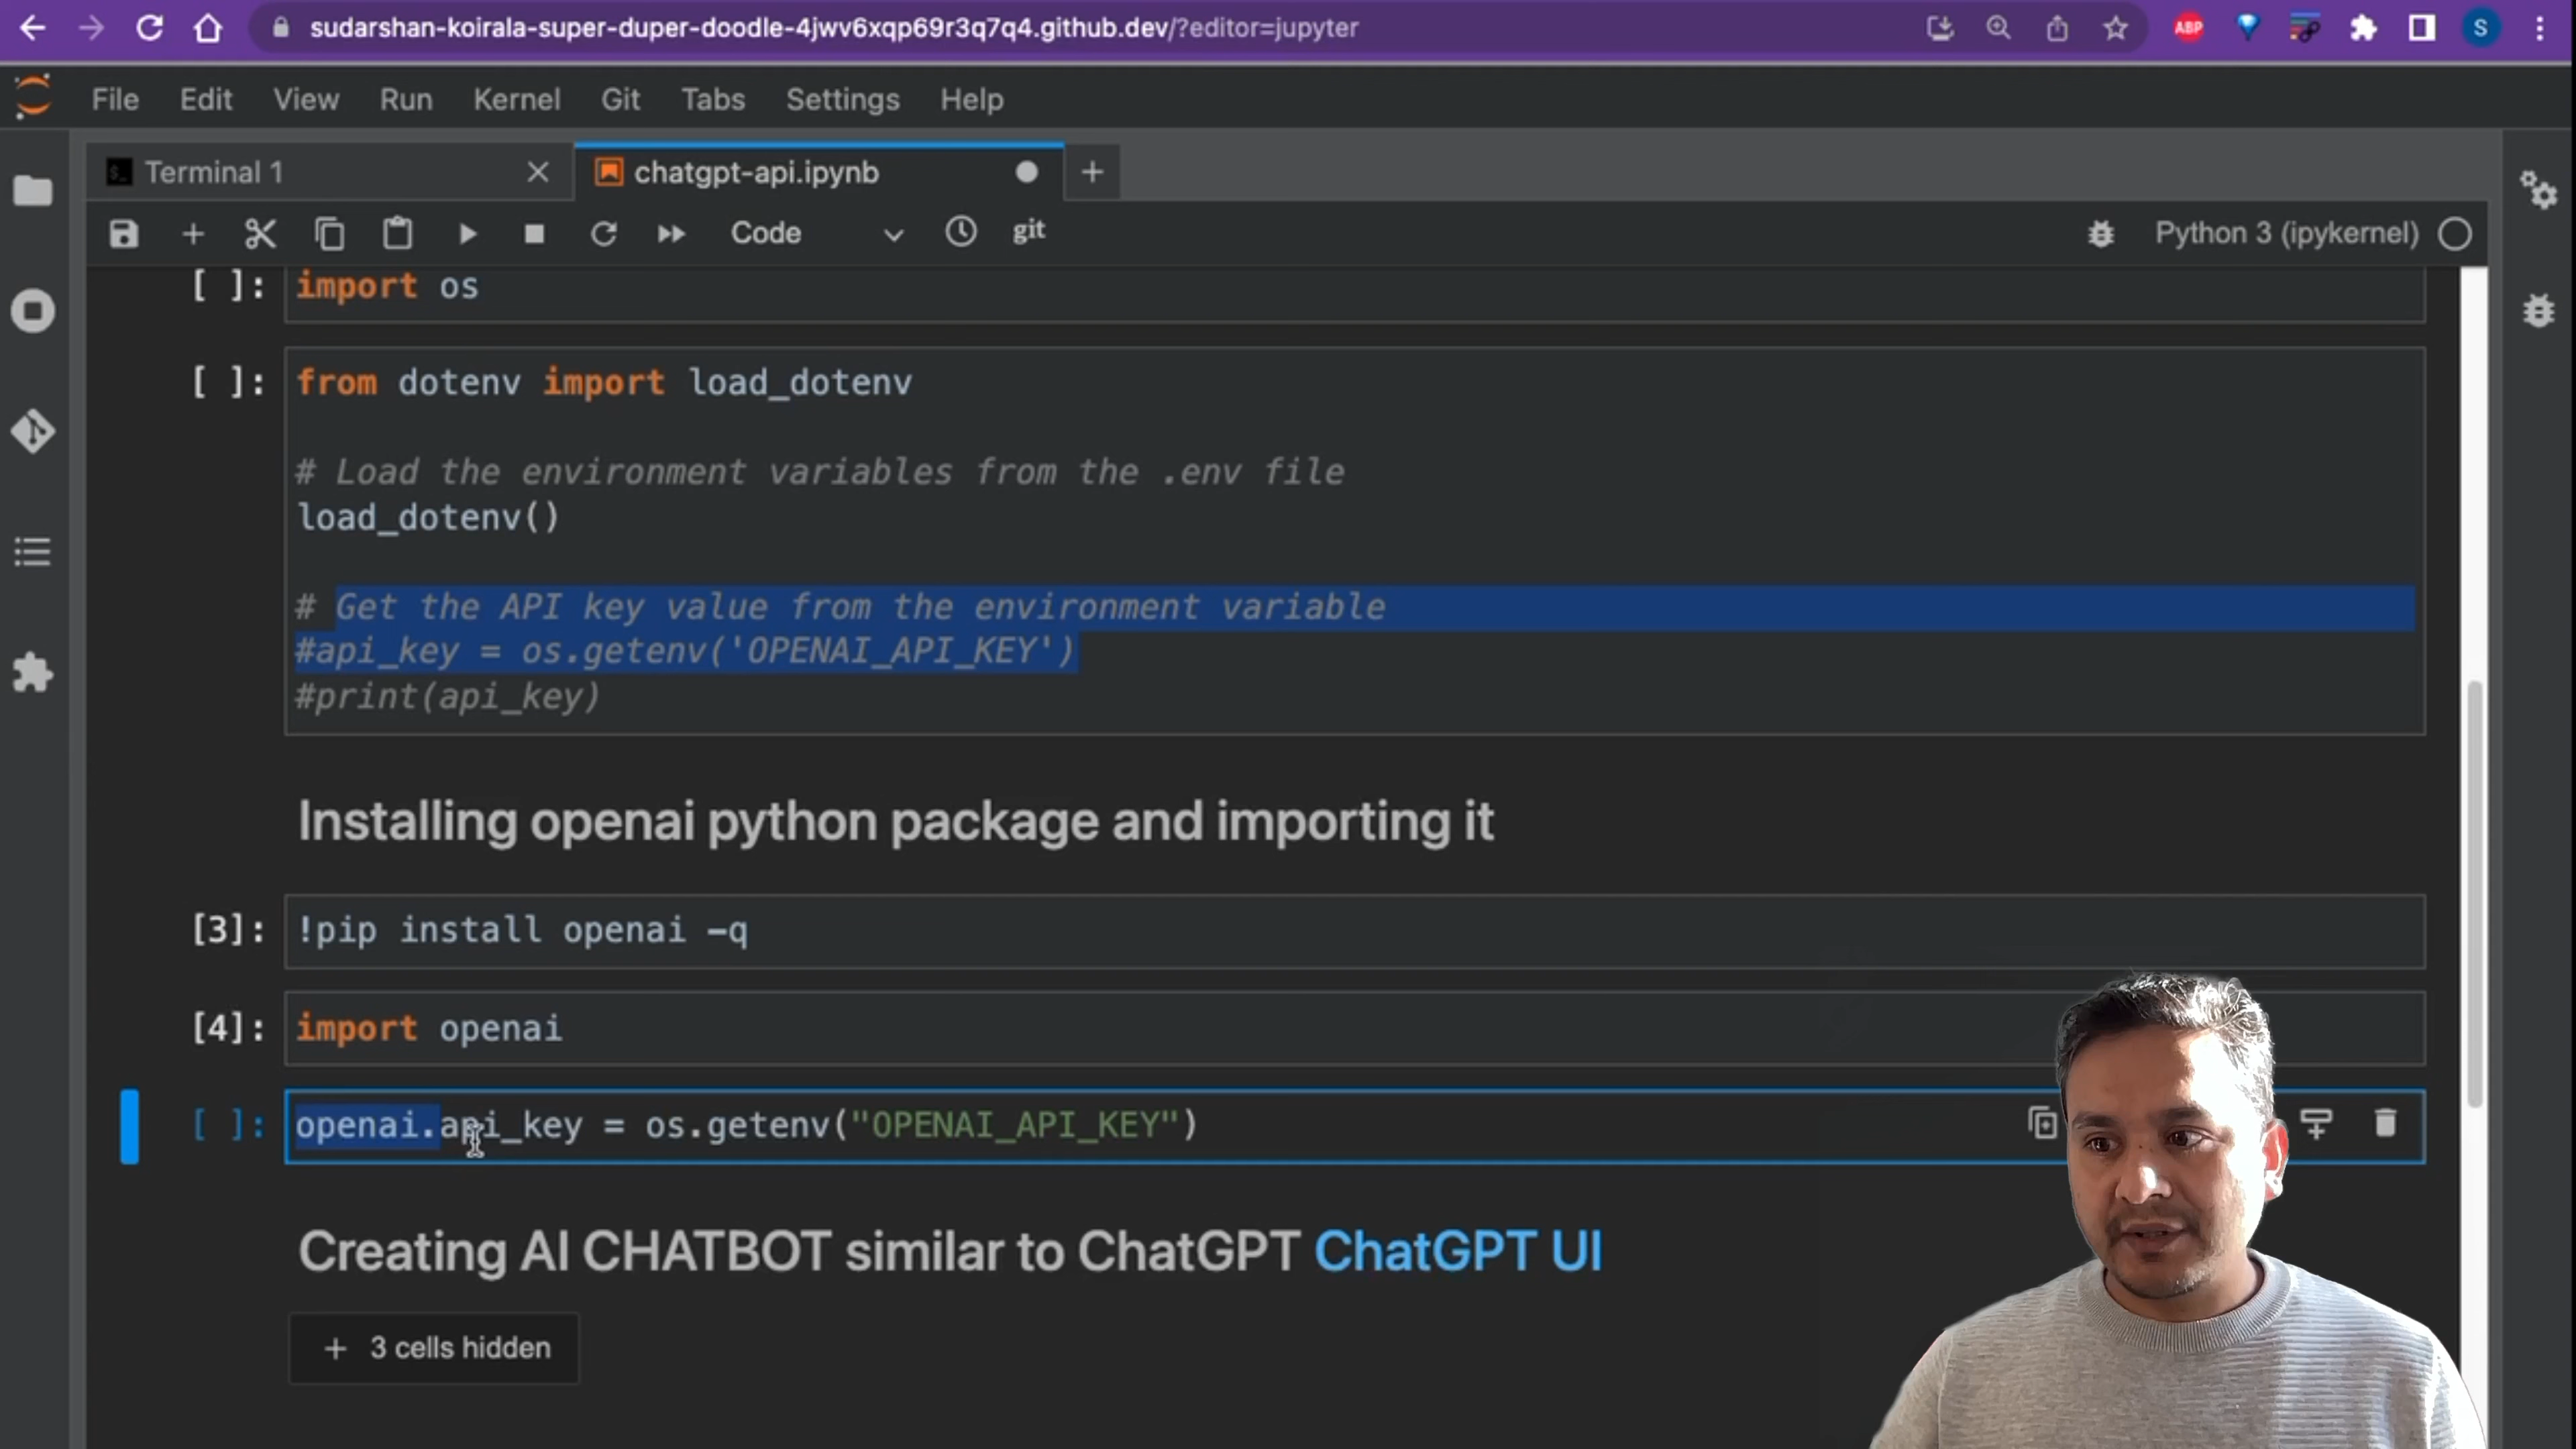 sudarshan-koirala-super-duper-doodle-4jwv6xqp69r3q7q4.github.dev/?editor=jupyter
ABP
S
File Edit View Run Kernel Git Tabs Settings Help
Terminal 1
chatgpt-api.ipynb
Code
git
Python 3 (ipykernel)
[ ]: import os
[ ]: from dotenv import load_dotenv
# Load the environment variables from the .env file
load_dotenv()
# Get the API key value from the environment variable
#api_key = os.getenv('OPENAI_API_KEY')
#print(api_key)
Installing openai python package and importing it
[3]: !pip install openai -q
[4]: import openai
[ ]: openai.api_key = os.getenv("OPENAI_API_KEY")
Creating AI CHATBOT similar to ChatGPT ChatGPT UI
+ 3 cells hidden